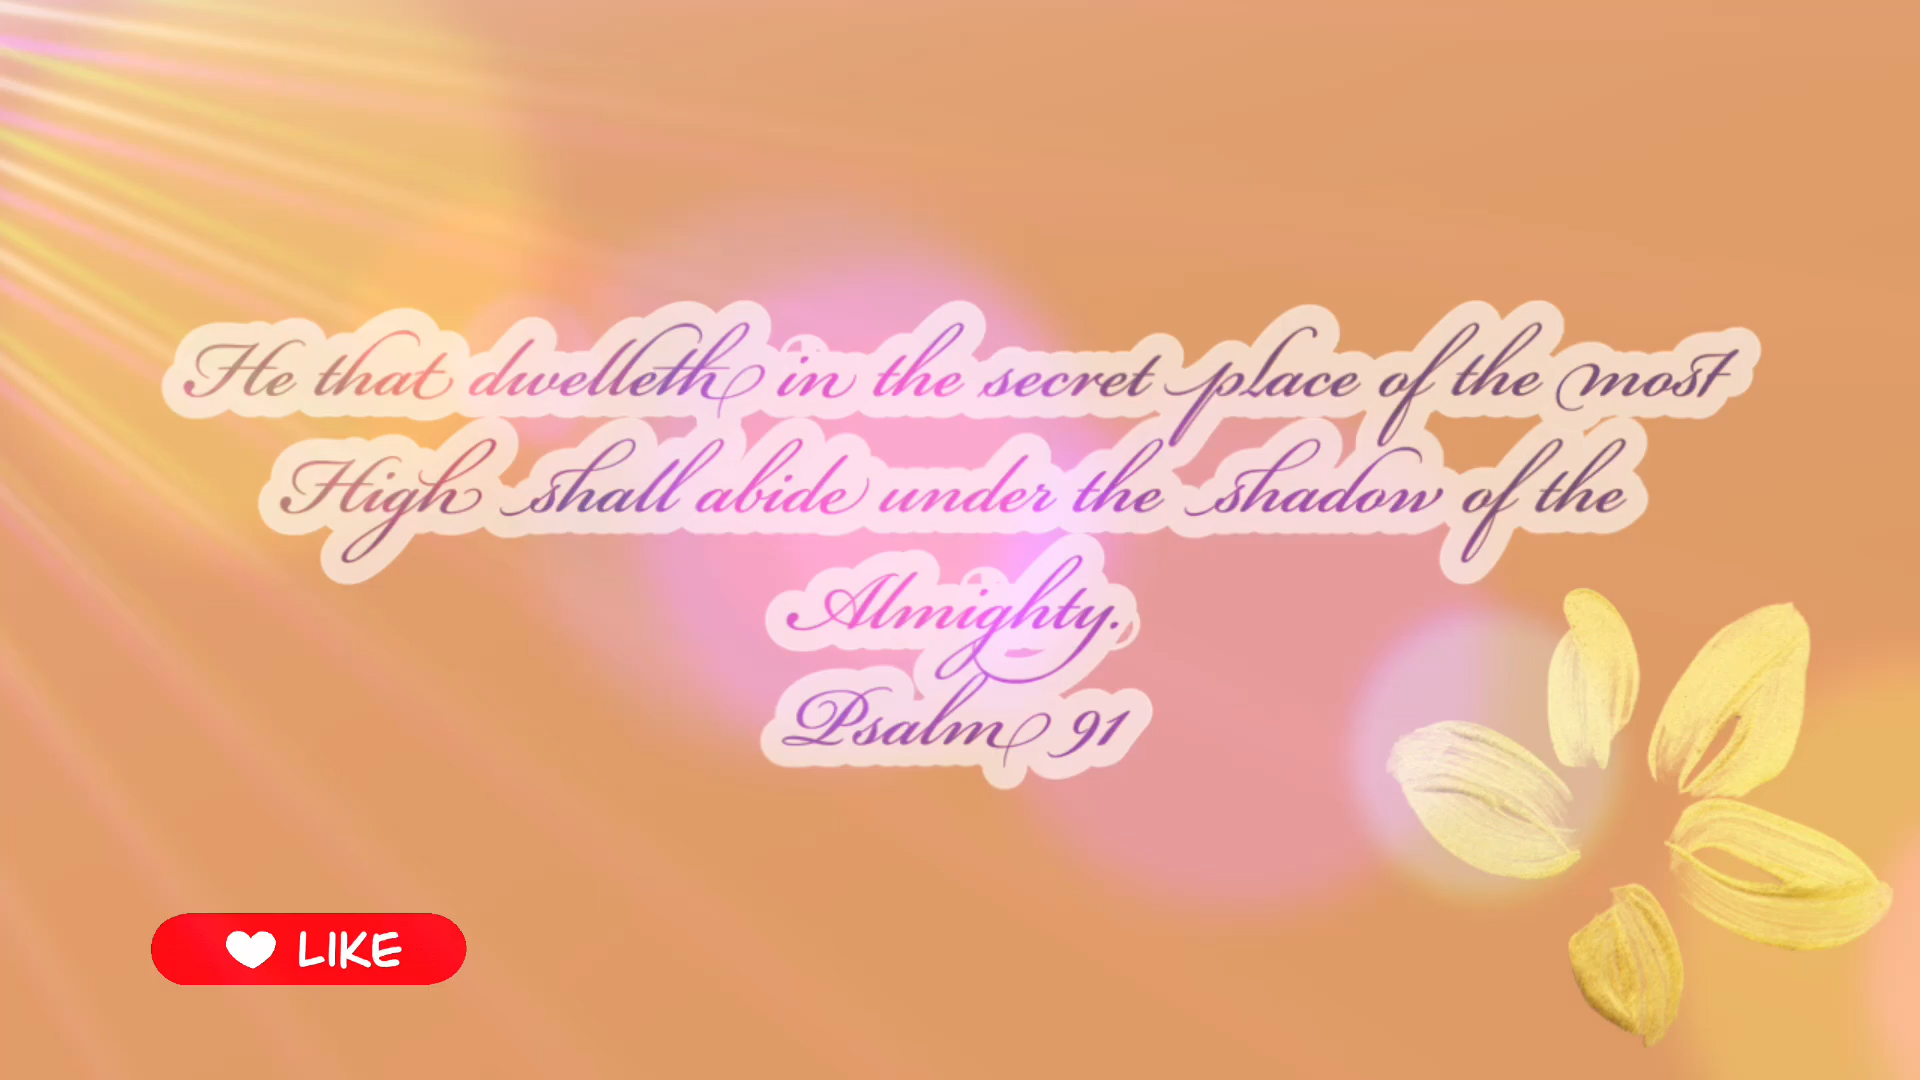 He that dwelleth in the secret place of the most
High shall abide under the shadow of the
Almighty.
Psalm 91
LIKE